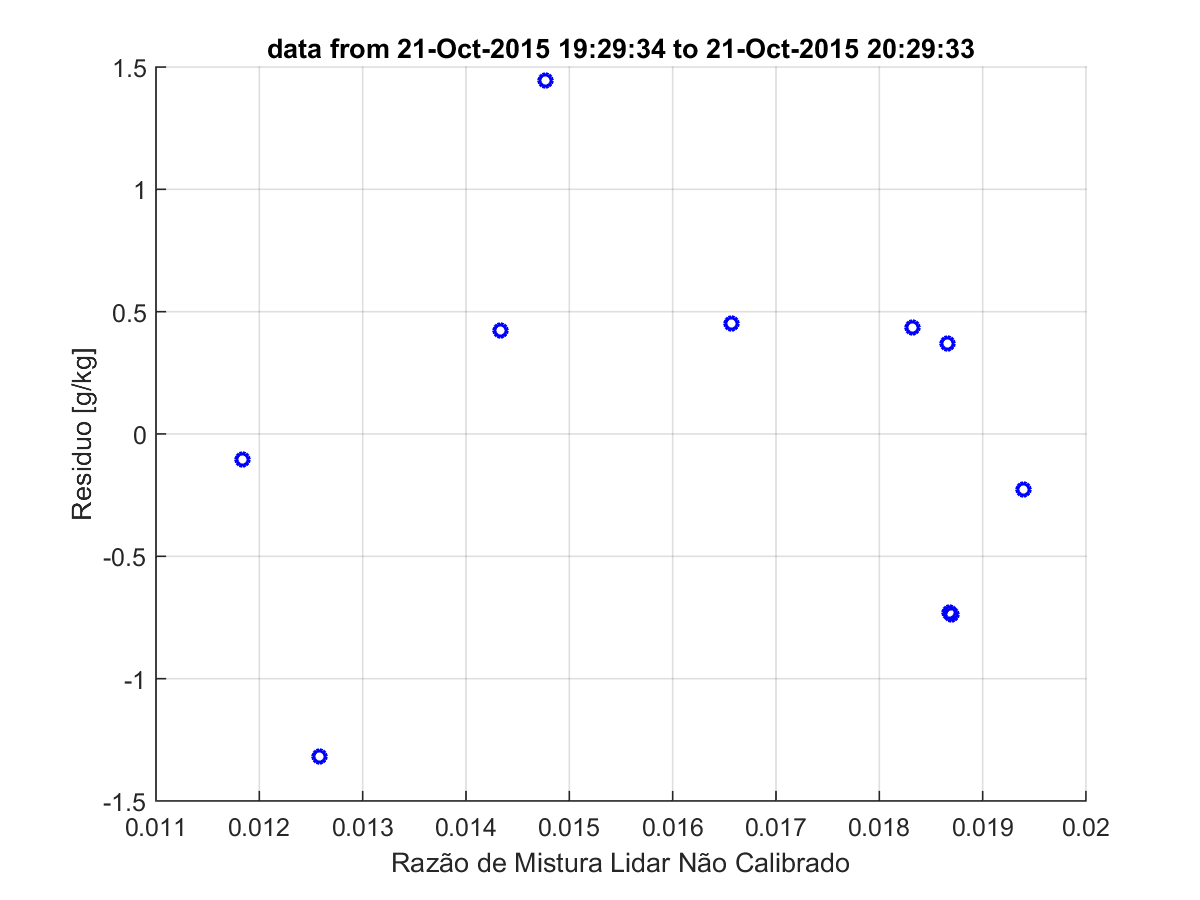 data from 21-Oct-2015 19:29:34 to 21-Oct-2015 20:29:33
1.5
1
0.5
0
-0.5
-1
-1.5
Residuo [g/kg]
0.011 0.012 0.013 0.014 0.015 0.016 0.017 0.018 0.019 0.02
Razão de Mistura Lidar Não Calibrado